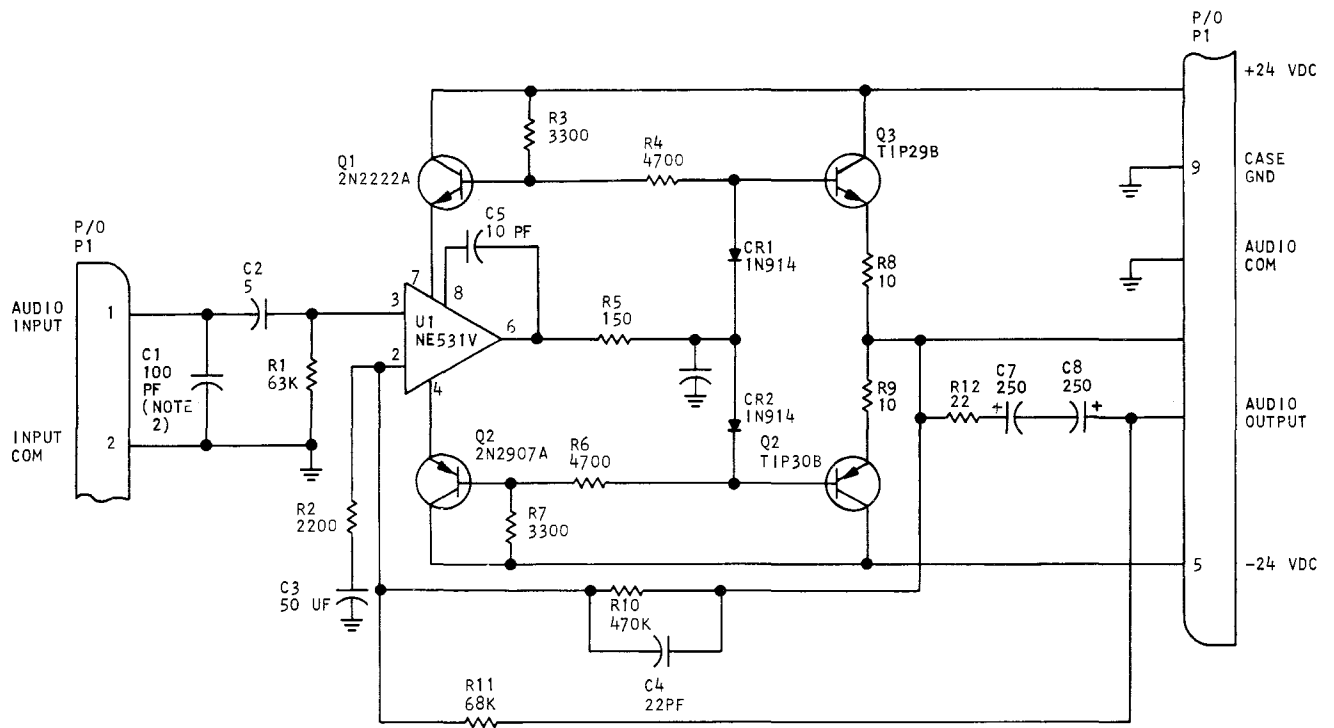 P/O
P1
+24 VDC
R3
3300
Q3
TIP29B
R4
4700
Q1
2N2222A
9
CASE
GND
P/O
P1
C5
10 PF
AUDIO
COM
C2
5
CR1
1N914
R8
10
7
8
AUDIO
INPUT
1
3
U1
NE531V
6
R5
150
2
4
C1
100
PF
(NOTE
2)
R1
63K
R9
10
R12
22
C7
250
+
C8
250
+
AUDIO
OUTPUT
CR2
1N914
INPUT
COM
2
Q2
2N2907A
R6
4700
Q2
TIP30B
R2
2200
R7
3300
5
-24 VDC
C3
50 UF
R10
470K
C4
22PF
R11
68K